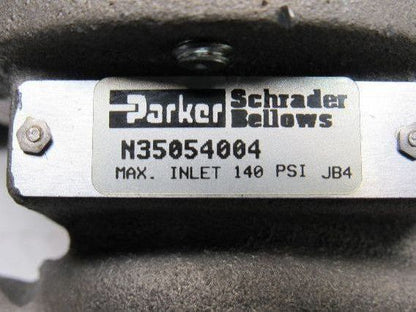 Parker Schrader
Bellows
N35054004
MAX. INLET 140 PSI JB4